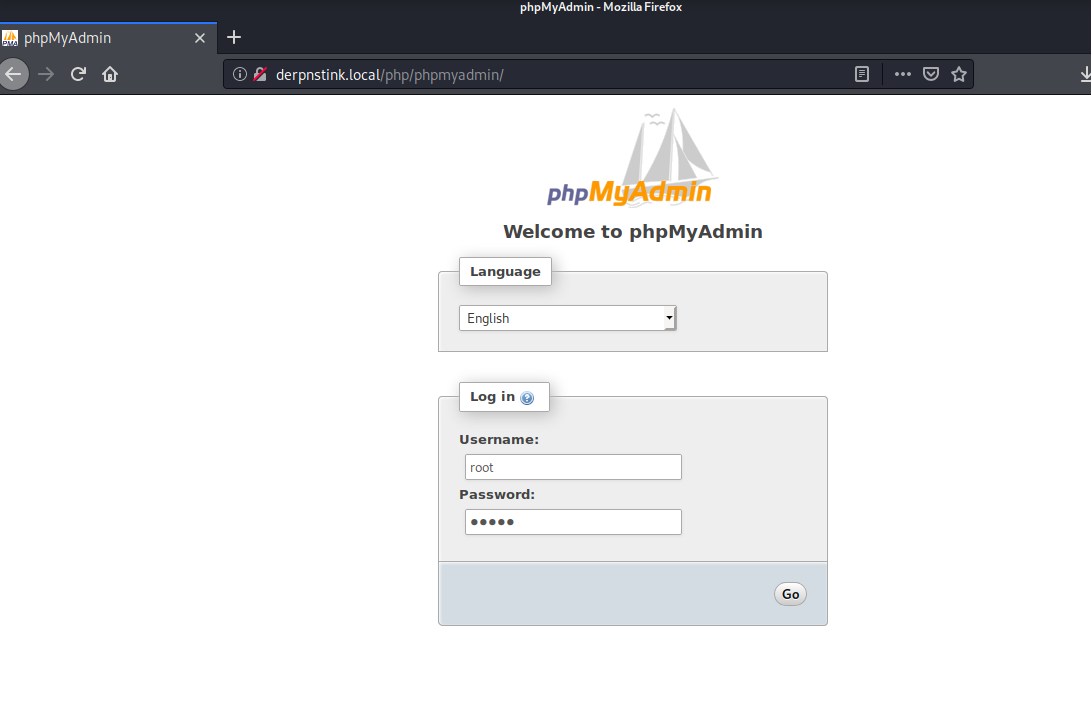 phpMyAdmin - Mozilla Firefox
phpMyAdmin
derpnstink.local/php/phpmyadmin/
phpMyAdmin
Welcome to phpMyAdmin
Language
English
Log in
Username:
root
Password:
●●●●●
Go